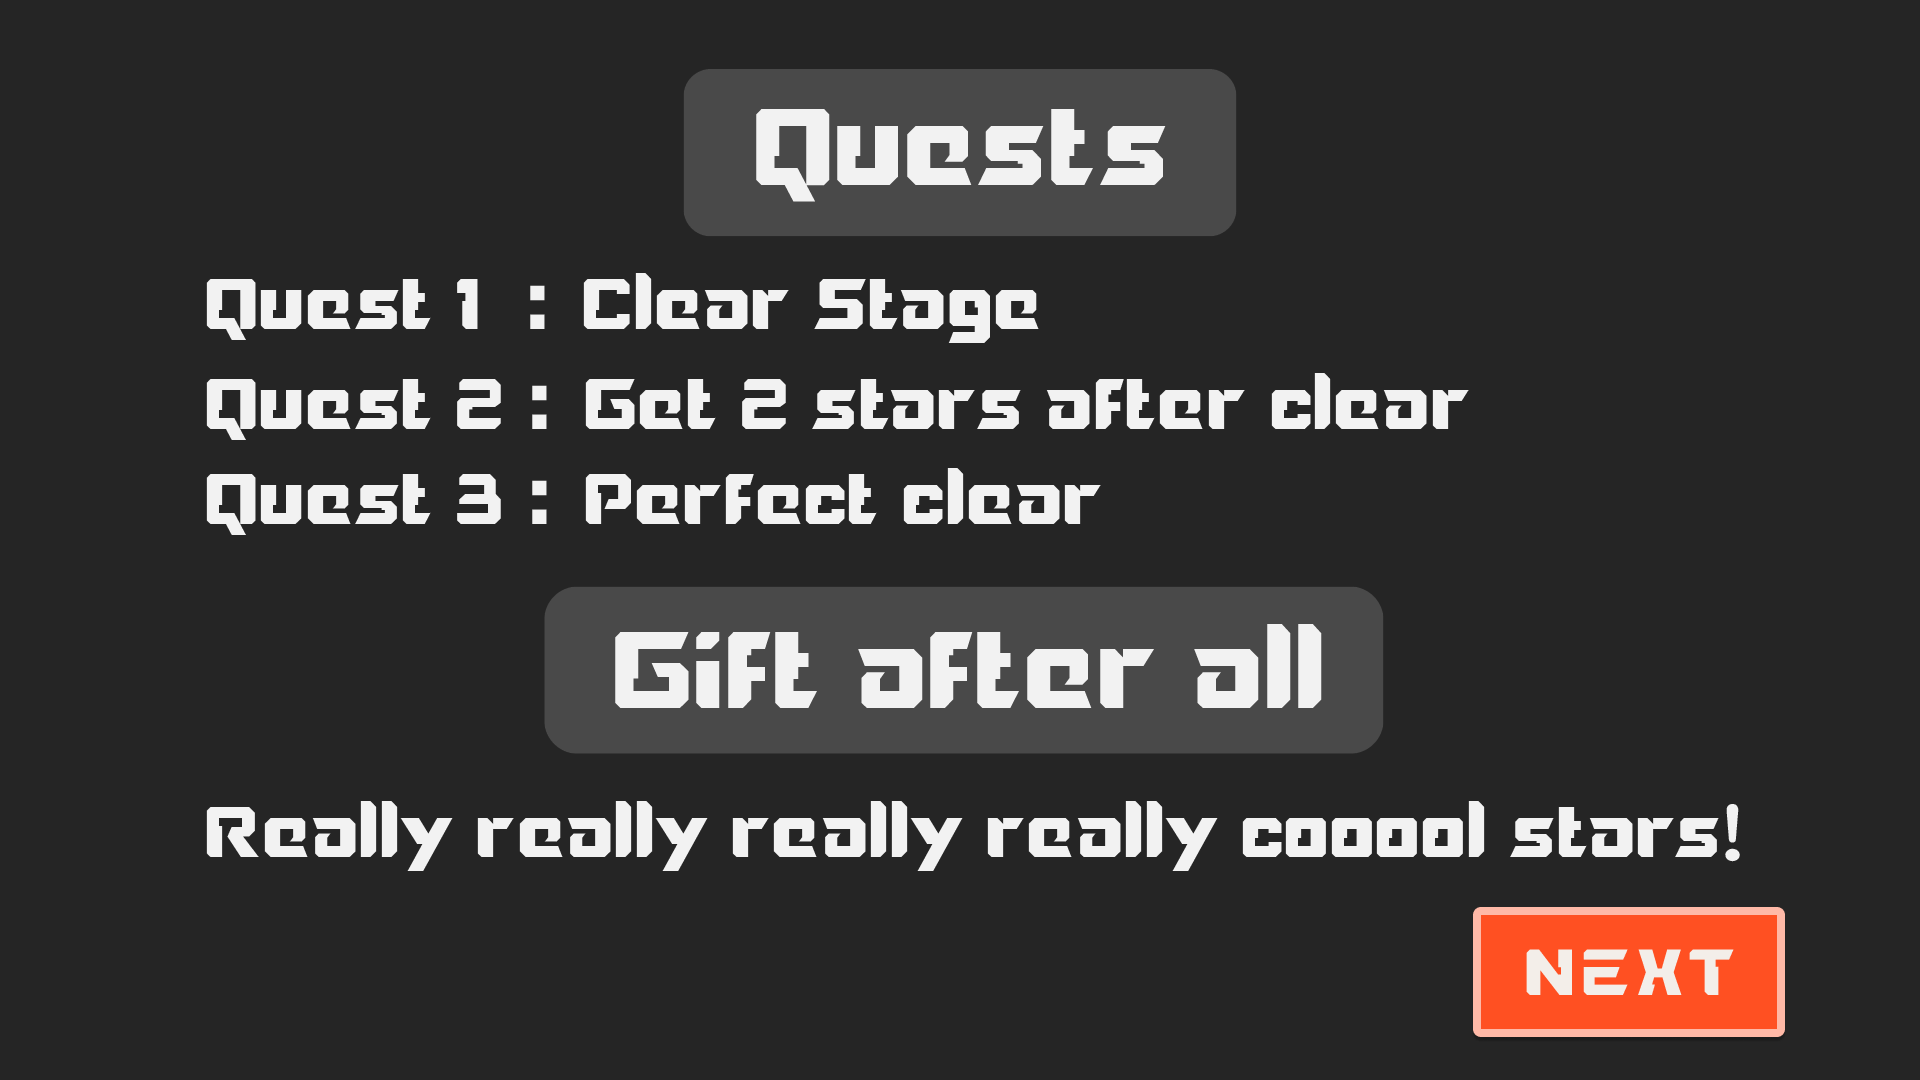 Quests
Quest 1 : Clear Stage
Quest 2 : Get 2 stars after clear
Quest 3 : Perfect clear
Gift after all
Really really really really cooool stars!
NEXT